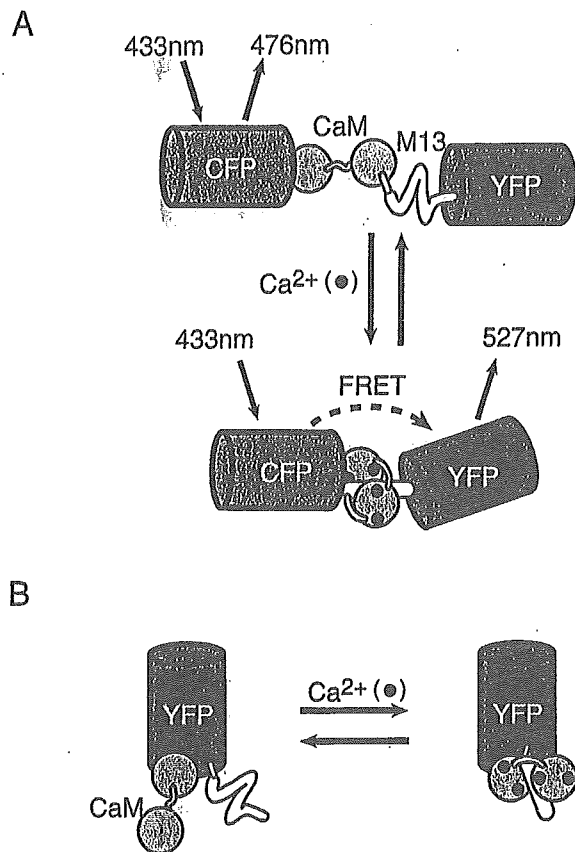 A
433nm 476nm
CaM
M13
CFP
YFP
Ca2+ (●)
433nm
527nm
FRET
CFP
YFP
B
Ca2+ (●)
YFP
YFP
CaM